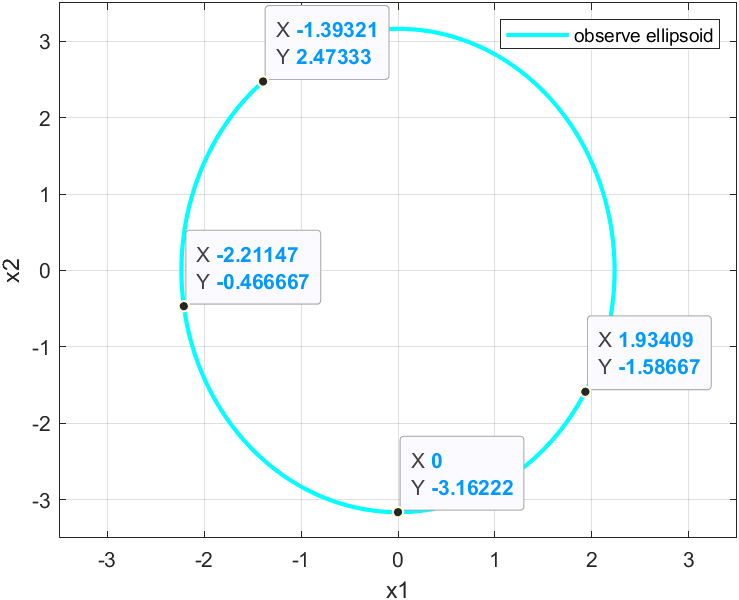 X -1.39321
Y 2.47333
observe ellipsoid
3
2
1
0
-1
-2
-3
x2
X -2.21147
Y -0.466667
X 1.93409
Y -1.58667
X 0
Y -3.16222
-3
-2
-1
0
1
2
3
x1